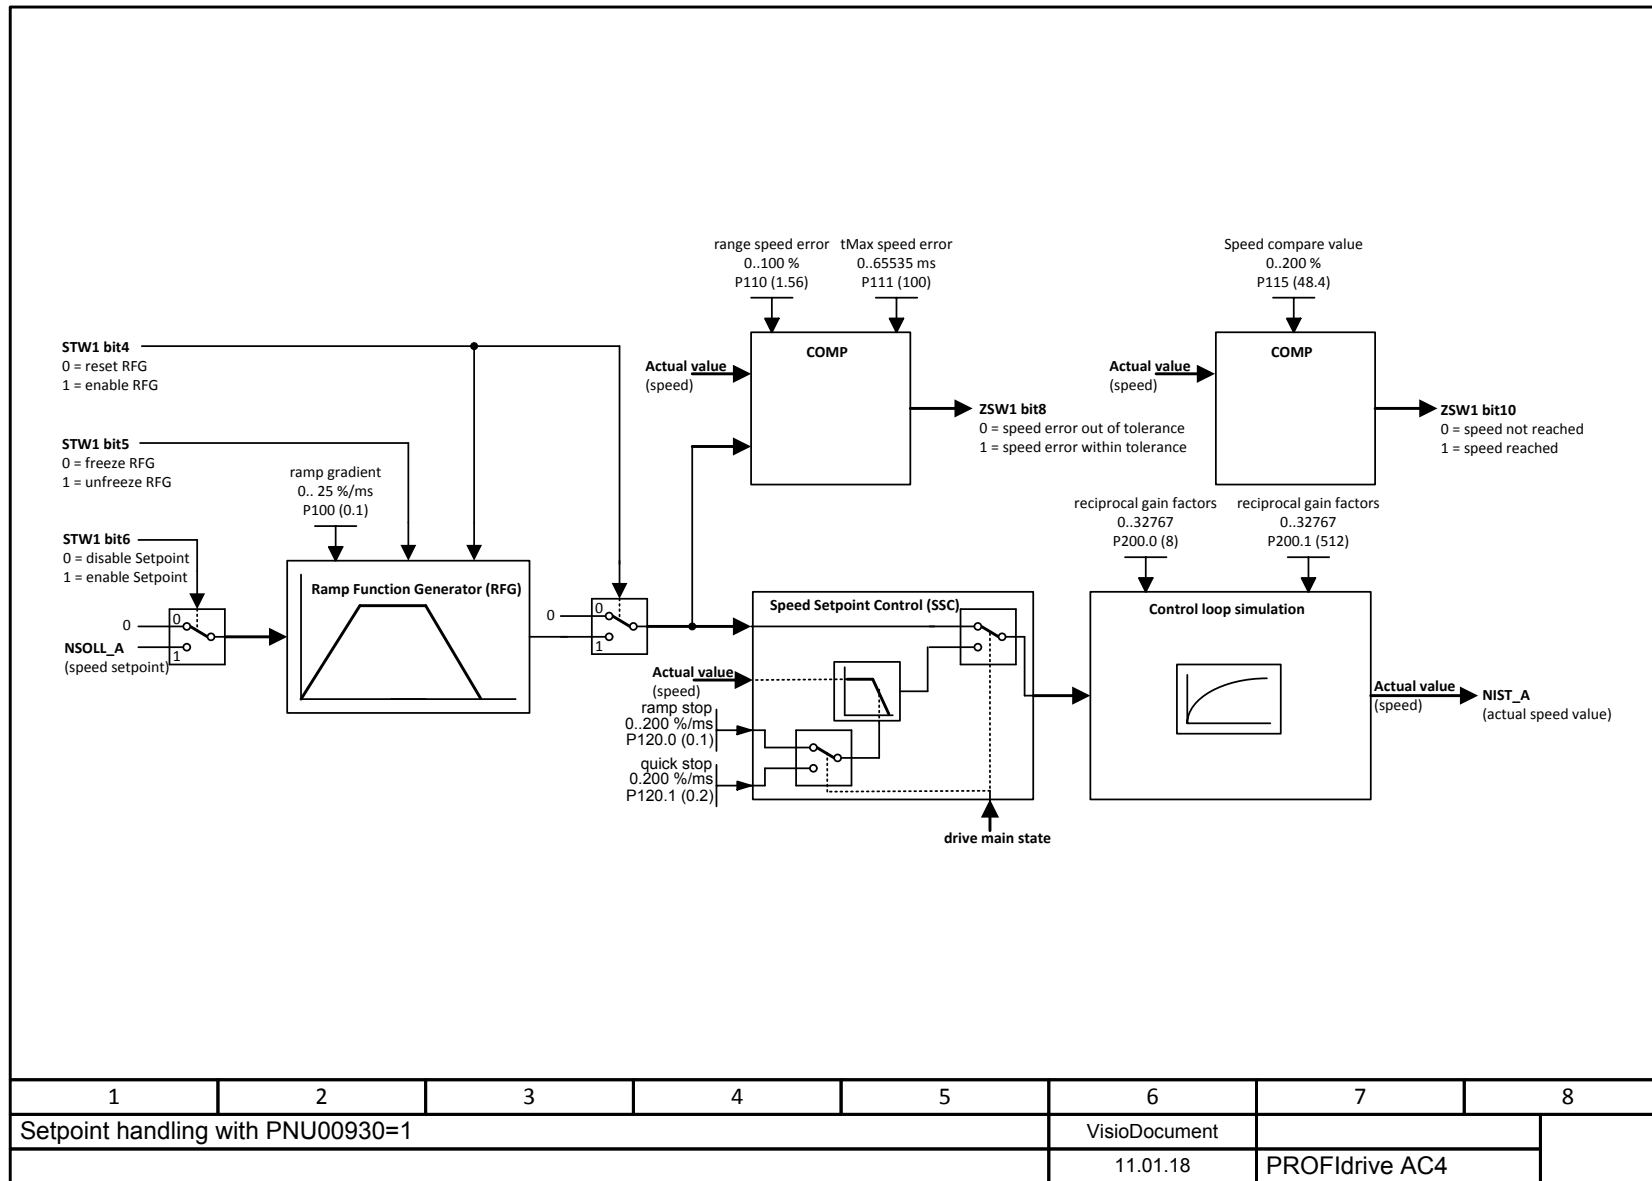 range speed error
0..100 %
P110 (1.56)
tMax speed error
0..65535 ms
P111 (100)
Speed compare value
0..200 %
P115 (48.4)
STW1 bit4
0 = reset RFG
1 = enable RFG
COMP
Actual value
(speed)
ZSW1 bit8
0 = speed error out of tolerance
1 = speed error within tolerance
COMP
Actual value
(speed)
ZSW1 bit10
0 = speed not reached
1 = speed reached
STW1 bit5
0 = freeze RFG
1 = unfreeze RFG
ramp gradient
0.. 25 %/ms
P100 (0.1)
reciprocal gain factors
0..32767
P200.0 (8)
reciprocal gain factors
0..32767
P200.1 (512)
STW1 bit6
0 = disable Setpoint
1 = enable Setpoint
0
0
NSOLL_A
1
(speed setpoint)
Ramp Function Generator (RFG)
0
0
1
Speed Setpoint Control (SSC)
Actual value
(speed)
ramp stop
0..200 %/ms
P120.0 (0.1)
quick stop
0.200 %/ms
P120.1 (0.2)
drive main state
Control loop simulation
Actual value
(speed)
NIST_A
(actual speed value)
1 2 3 4 5 6 7 8
Setpoint handling with PNU00930=1
VisioDocument
11.01.18
PROFIdrive AC4